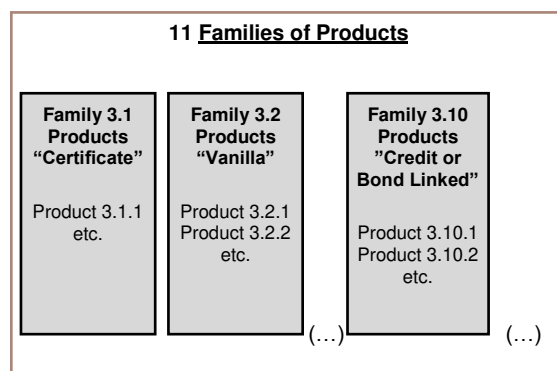 11 Families of Products
Family 3.1
Products
“Certificate”
Product 3.1.1
etc.
Family 3.2
Products
“Vanilla”
Product 3.2.1
Product 3.2.2
etc.
(…)
Family 3.10
Products
”Credit or
Bond Linked”
Product 3.10.1
Product 3.10.2
etc.
(…)